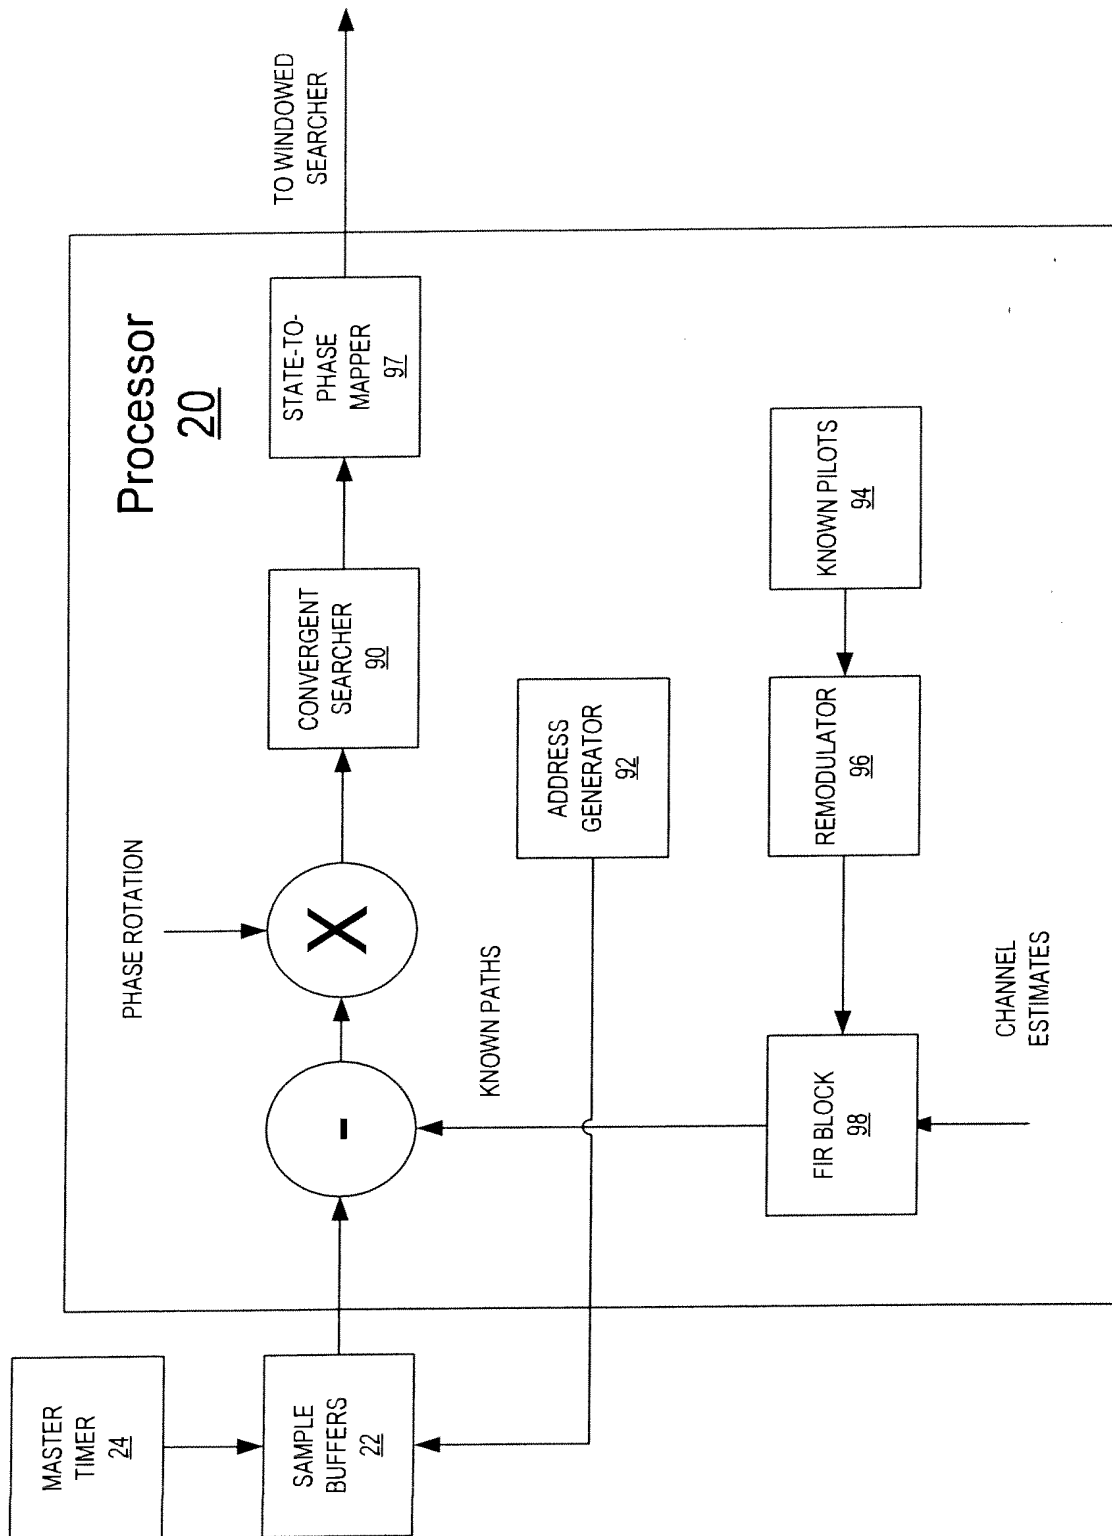 MASTER
TIMER
24
SAMPLE
BUFFERS
22
Processor
20
PHASE ROTATION
-
X
CONVERGENT
SEARCHER
90
STATE-TO-
PHASE
MAPPER
97
TO WINDOWED
SEARCHER
KNOWN PATHS
ADDRESS
GENERATOR
92
FIR BLOCK
98
REMODULATOR
96
KNOWN PILOTS
94
CHANNEL
ESTIMATES